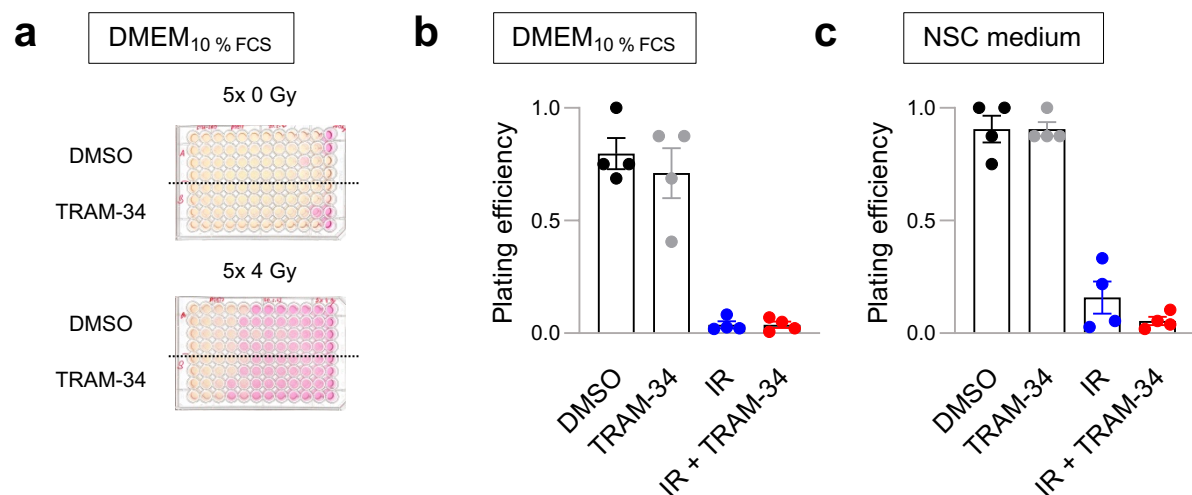 a
DMEM10 % FCS
5x 0 Gy
DMSO
TRAM-34
5x 4 Gy
DMSO
TRAM-34
b
DMEM10 % FCS
Plating efficiency
1.0
0.5
0.0
DMSO
TRAM-34
IR
IR + TRAM-34
c
NSC medium
Plating efficiency
1.0
0.5
0.0
DMSO
TRAM-34
IR
IR + TRAM-34